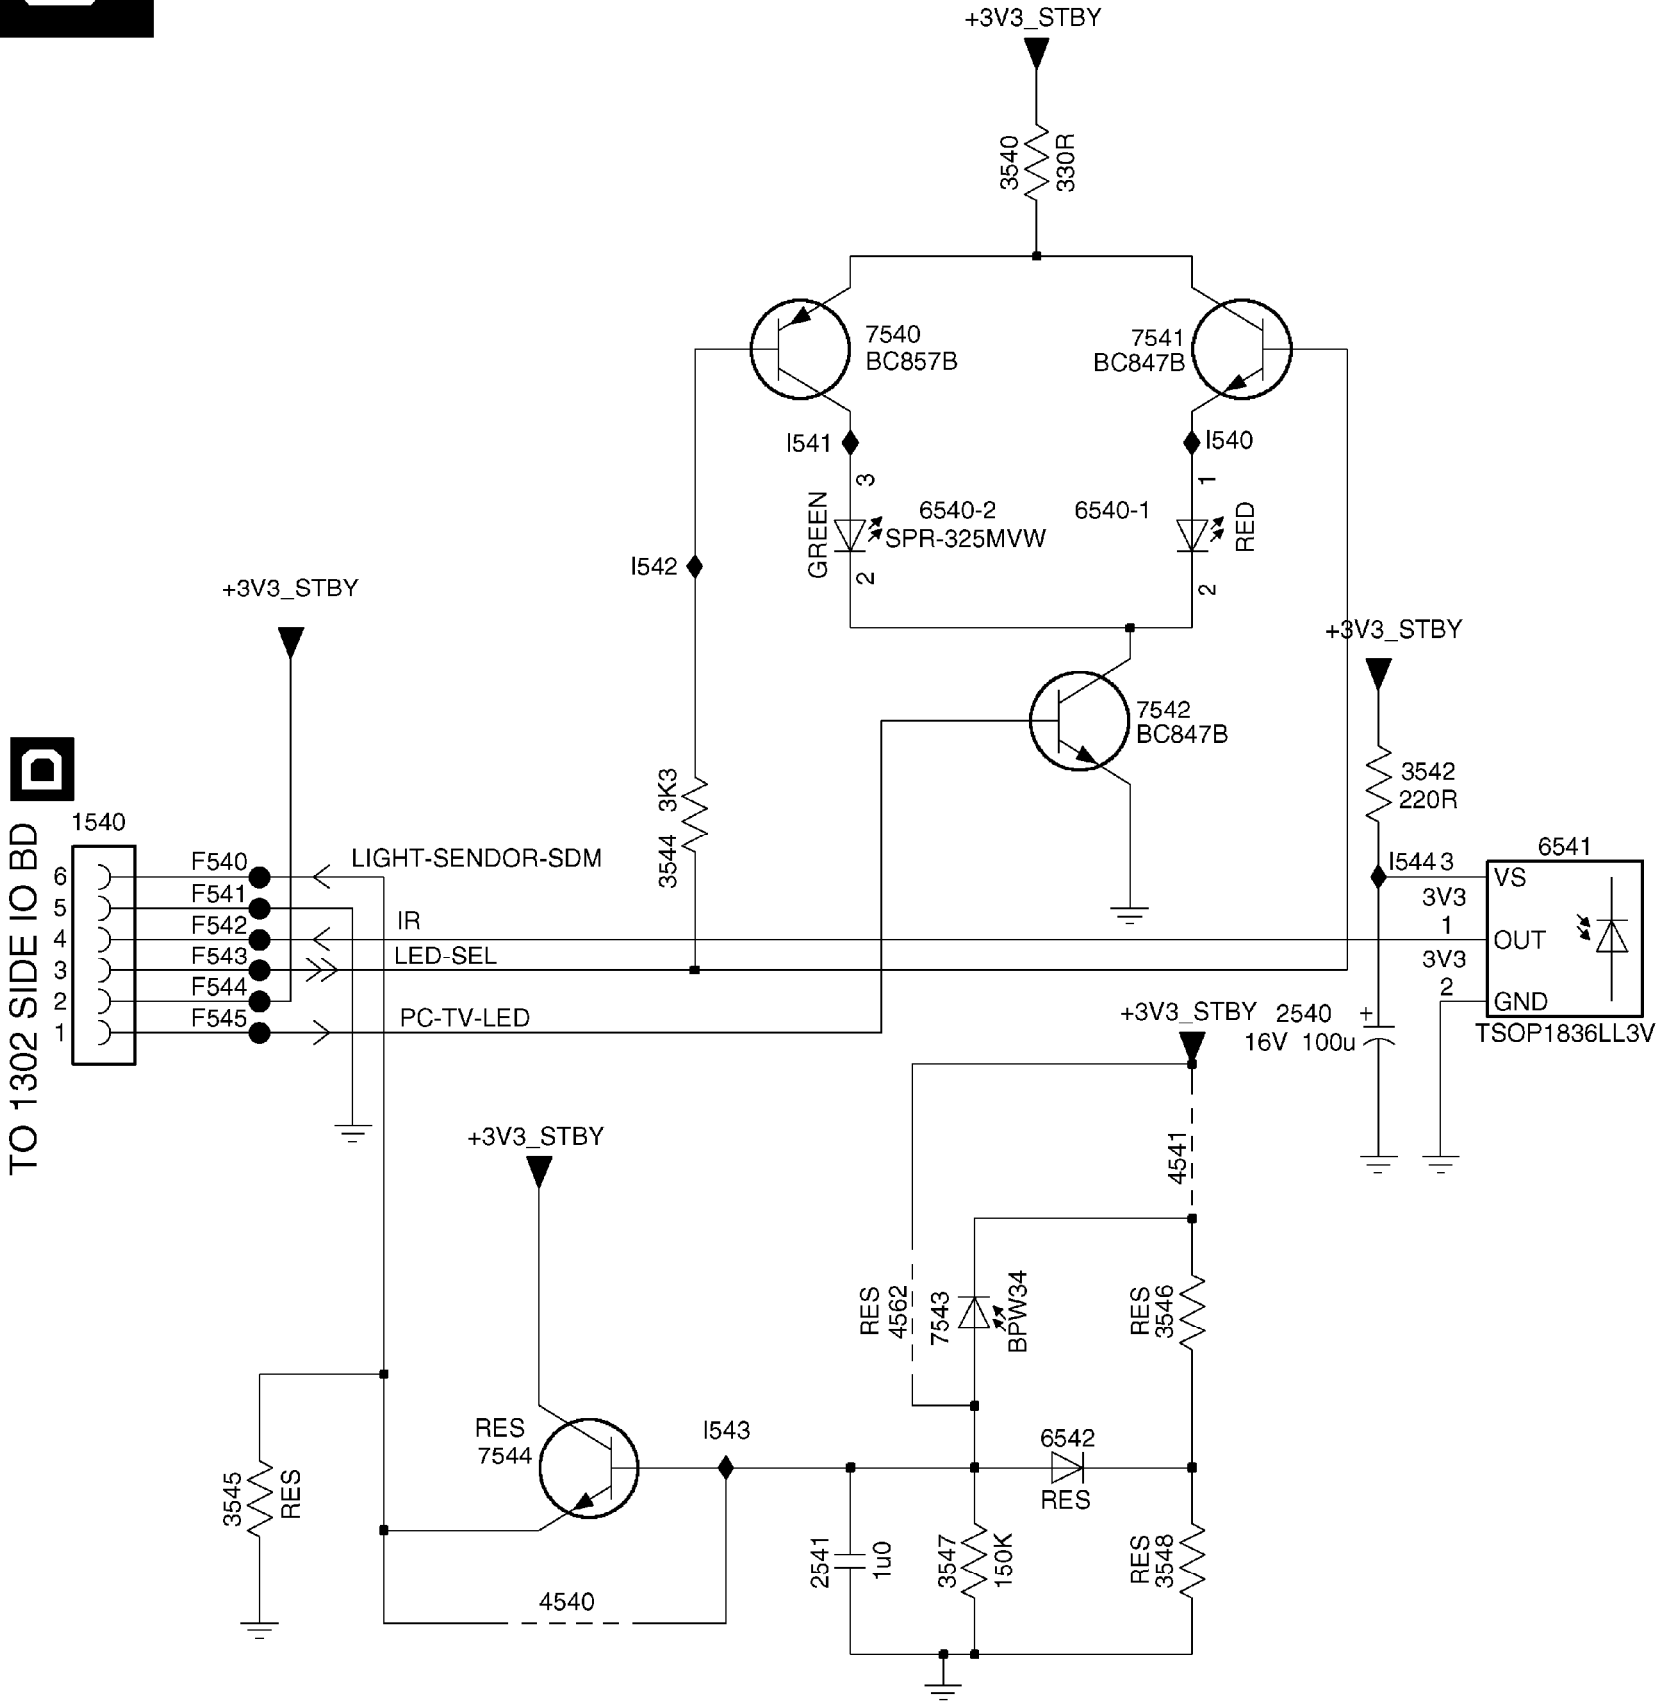 +3V3_STBY
3540
330R
7540
BC857B
7541
BC847B
I541
I540
3
1
GREEN
6540-2
SPR-325MVW
6540-1
RED
2
2
I542
+3V3_STBY
+3V3_STBY
7542
BC847B
D
TO 1302 SIDE IO BD
1540
3544
3K3
3542
220R
6541
6
F540
LIGHT-SENDOR-SDM
I544
3
VS
5
F541
3V3
4
F542
IR
1
OUT
3
F543
LED-SEL
3V3
2
F544
2
GND
1
F545
PC-TV-LED
TSOP1836LL3V
+3V3_STBY
2540
+
16V 100u
+3V3_STBY
4541
RES
4562
7543
BPW34
RES
3546
RES
7544
I543
6542
RES
3545
RES
2541
1u0
3547
150K
RES
3548
4540